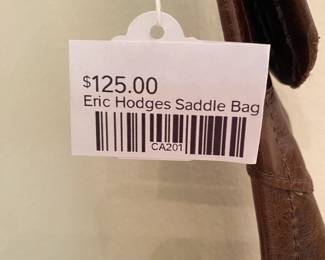 $125.00
Eric Hodges Saddle Bag
CA201